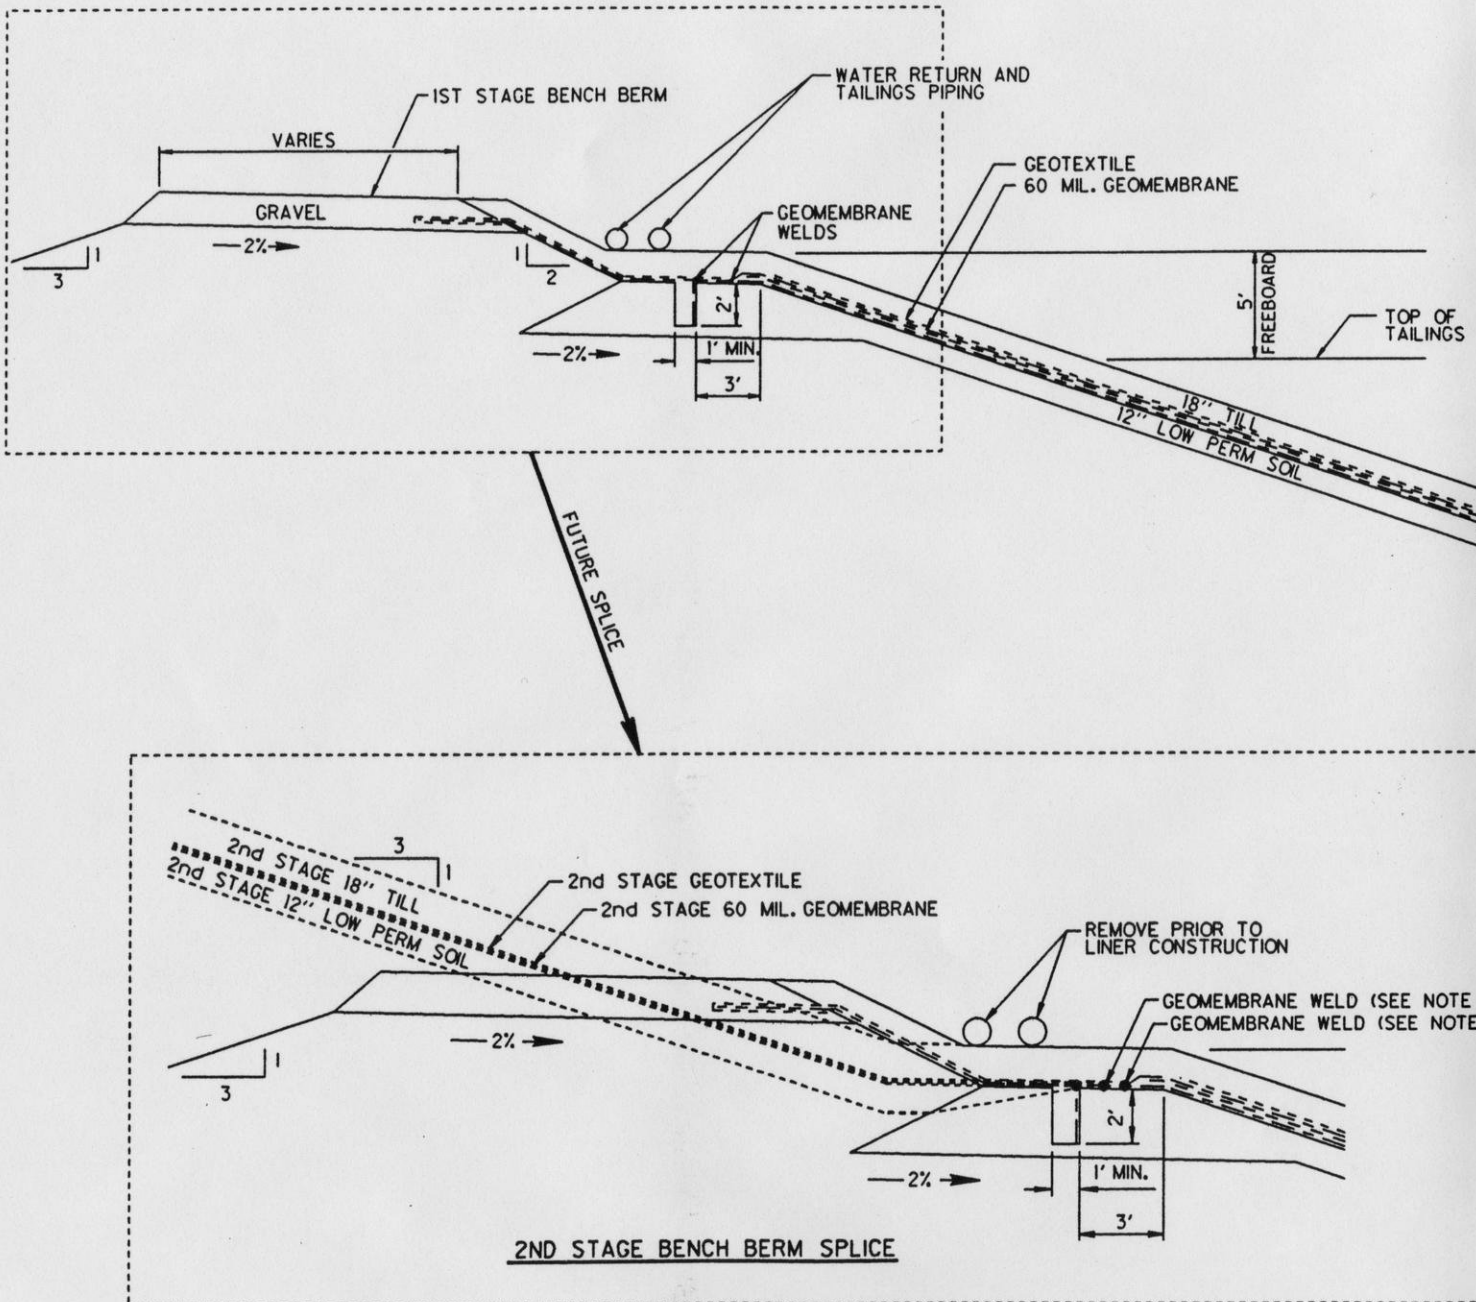 WATER RETURN AND
TAILINGS PIPING
1ST STAGE BENCH BERM
VARIES
GEOTEXTILE
60 MIL. GEOMEMBRANE
GRAVEL
GEOMEMBRANE
WELDS
2%
1
3
1
2
5'
FREEBOARD
TOP OF
TAILINGS
2'
2%
1' MIN.
3'
18" TILL
12" LOW PERM SOIL
FUTURE SPLICE
3
1
2nd STAGE 18" TILL
2nd STAGE 12" LOW PERM SOIL
2nd STAGE GEOTEXTILE
2nd STAGE 60 MIL. GEOMEMBRANE
REMOVE PRIOR TO
LINER CONSTRUCTION
GEOMEMBRANE WELD (SEE NOTE
GEOMEMBRANE WELD (SEE NOTE
2%
1
3
2'
2%
1' MIN.
3'
2ND STAGE BENCH BERM SPLICE